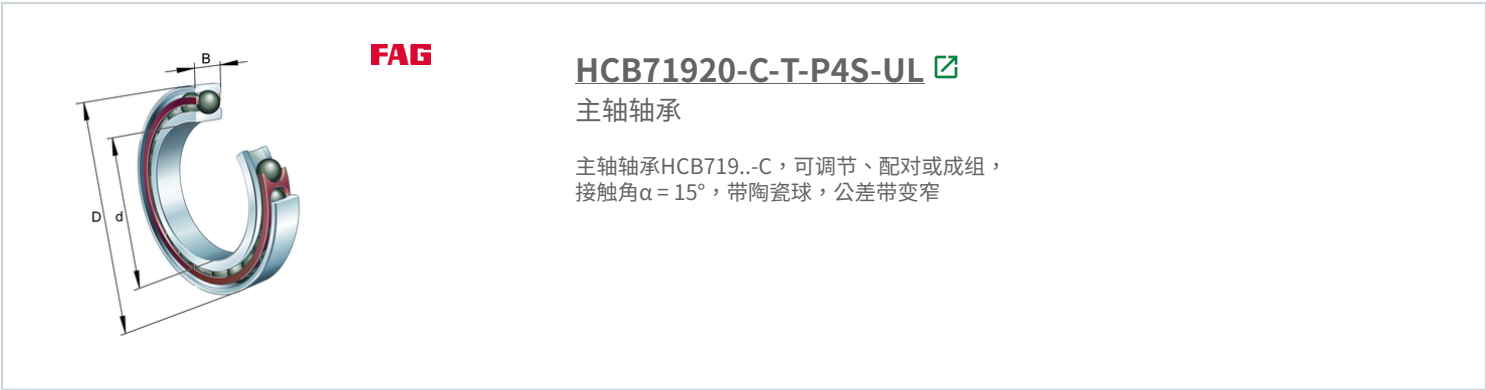 B
D
d
FAG
HCB71920-C-T-P4S-UL
主轴轴承
主轴轴承HCB719..-C，可调节、配对或成组，
接触角α = 15°，带陶瓷球，公差带变窄